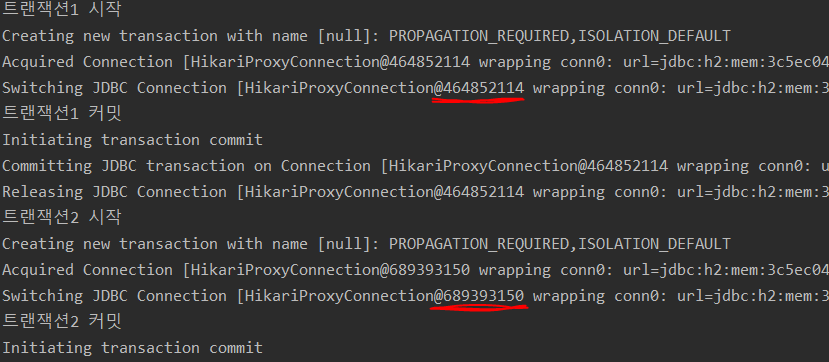 트랜잭션1 시작
Creating new transaction with name [null]: PROPAGATION_REQUIRED,ISOLATION_DEFAULT
Acquired Connection [HikariProxyConnection@464852114 wrapping conn0: url=jdbc:h2:mem:3c5ec04
Switching JDBC Connection [HikariProxyConnection@464852114 wrapping conn0: url=jdbc:h2:mem:3
트랜잭션1 커밋
Initiating transaction commit
Committing JDBC transaction on Connection [HikariProxyConnection@464852114 wrapping conn0: u
Releasing JDBC Connection [HikariProxyConnection@464852114 wrapping conn0: url=jdbc:h2:mem:3
트랜잭션2 시작
Creating new transaction with name [null]: PROPAGATION_REQUIRED,ISOLATION_DEFAULT
Acquired Connection [HikariProxyConnection@689393150 wrapping conn0: url=jdbc:h2:mem:3c5ec04
Switching JDBC Connection [HikariProxyConnection@689393150 wrapping conn0: url=jdbc:h2:mem:3
트랜잭션2 커밋
Initiating transaction commit